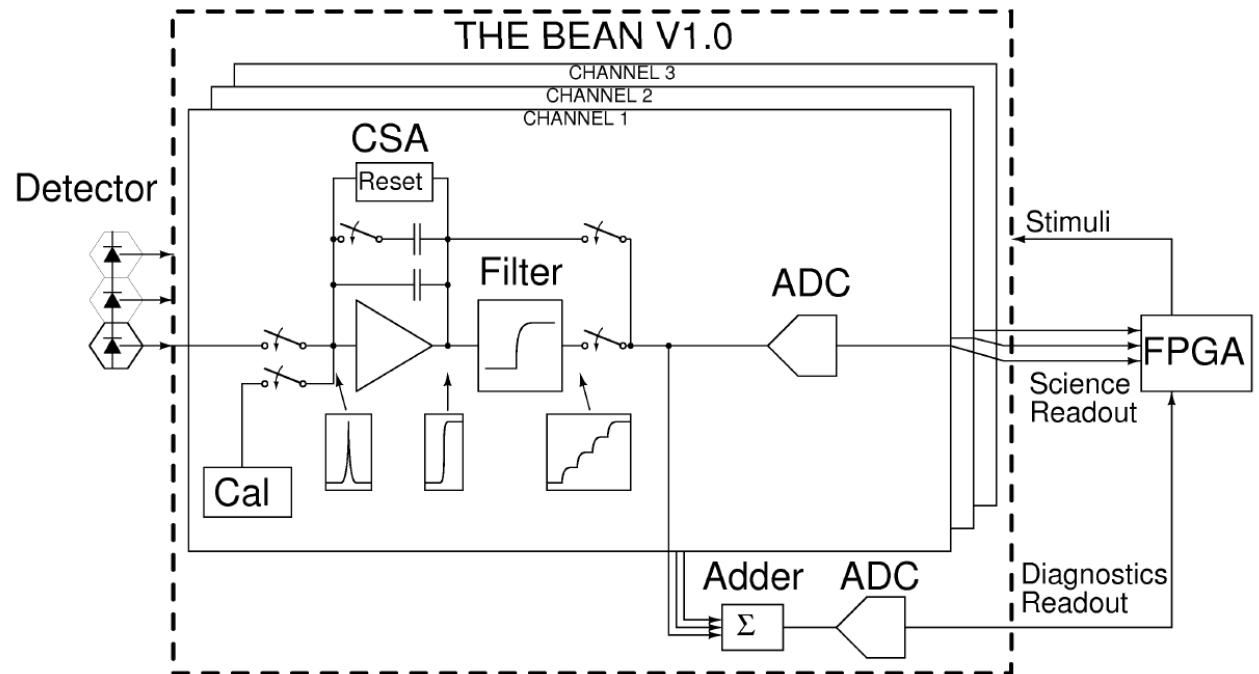 THE BEAN V1.0
CHANNEL 3
CHANNEL 2
CHANNEL 1
CSA
Reset
Detector
Stimuli
Filter
ADC
FPGA
Science
Readout
Cal
Adder
ADC
Diagnostics
Readout
Σ